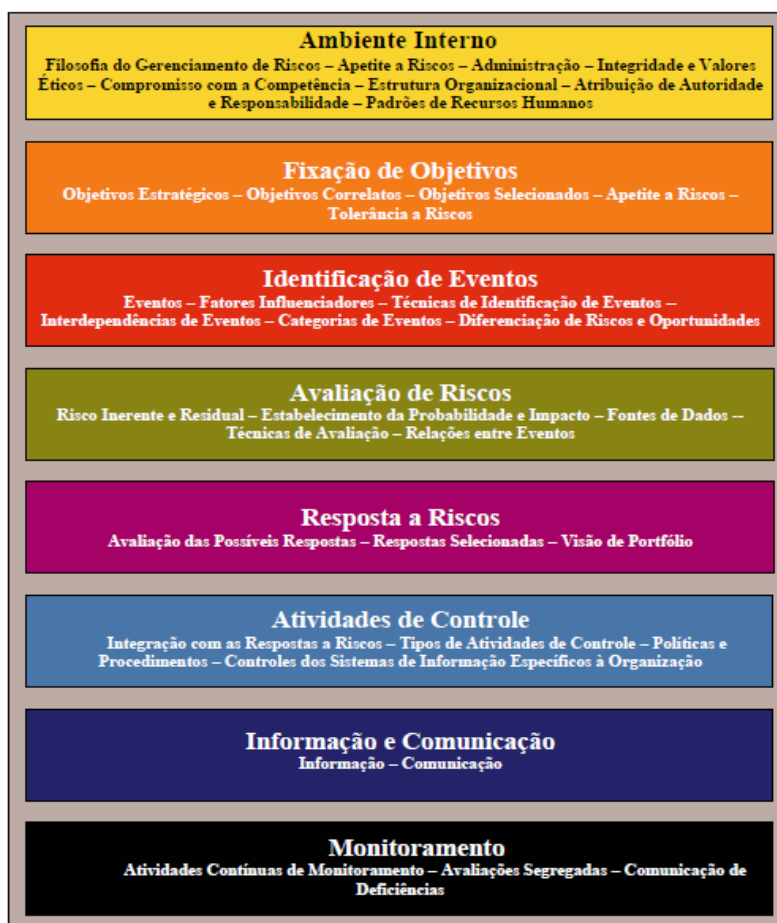 Ambiente Interno
Filosofia do Gerenciamento de Riscos – Apetite a Riscos – Administração – Integridade e Valores
Éticos – Compromisso com a Competência – Estrutura Organizacional – Atribuição de Autoridade
e Responsabilidade – Padrões de Recursos Humanos
Fixação de Objetivos
Objetivos Estratégicos – Objetivos Correlatos – Objetivos Selecionados – Apetite a Riscos –
Tolerância a Riscos
Identificação de Eventos
Eventos – Fatores Influenciadores – Técnicas de Identificação de Eventos --
Interdependências de Eventos – Categorias de Eventos – Diferenciação de Riscos e Oportunidades
Avaliação de Riscos
Risco Inerente e Residual – Estabelecimento da Probabilidade e Impacto – Fontes de Dados --
Técnicas de Avaliação – Relações entre Eventos
Resposta a Riscos
Avaliação das Possíveis Respostas – Respostas Selecionadas – Visão de Portfólio
Atividades de Controle
Integração com as Respostas a Riscos – Tipos de Atividades de Controle – Políticas e
Procedimentos – Controles dos Sistemas de Informação Específicos à Organização
Informação e Comunicação
Informação – Comunicação
Monitoramento
Atividades Contínuas de Monitoramento – Avaliações Segregadas – Comunicação de
Deficiências